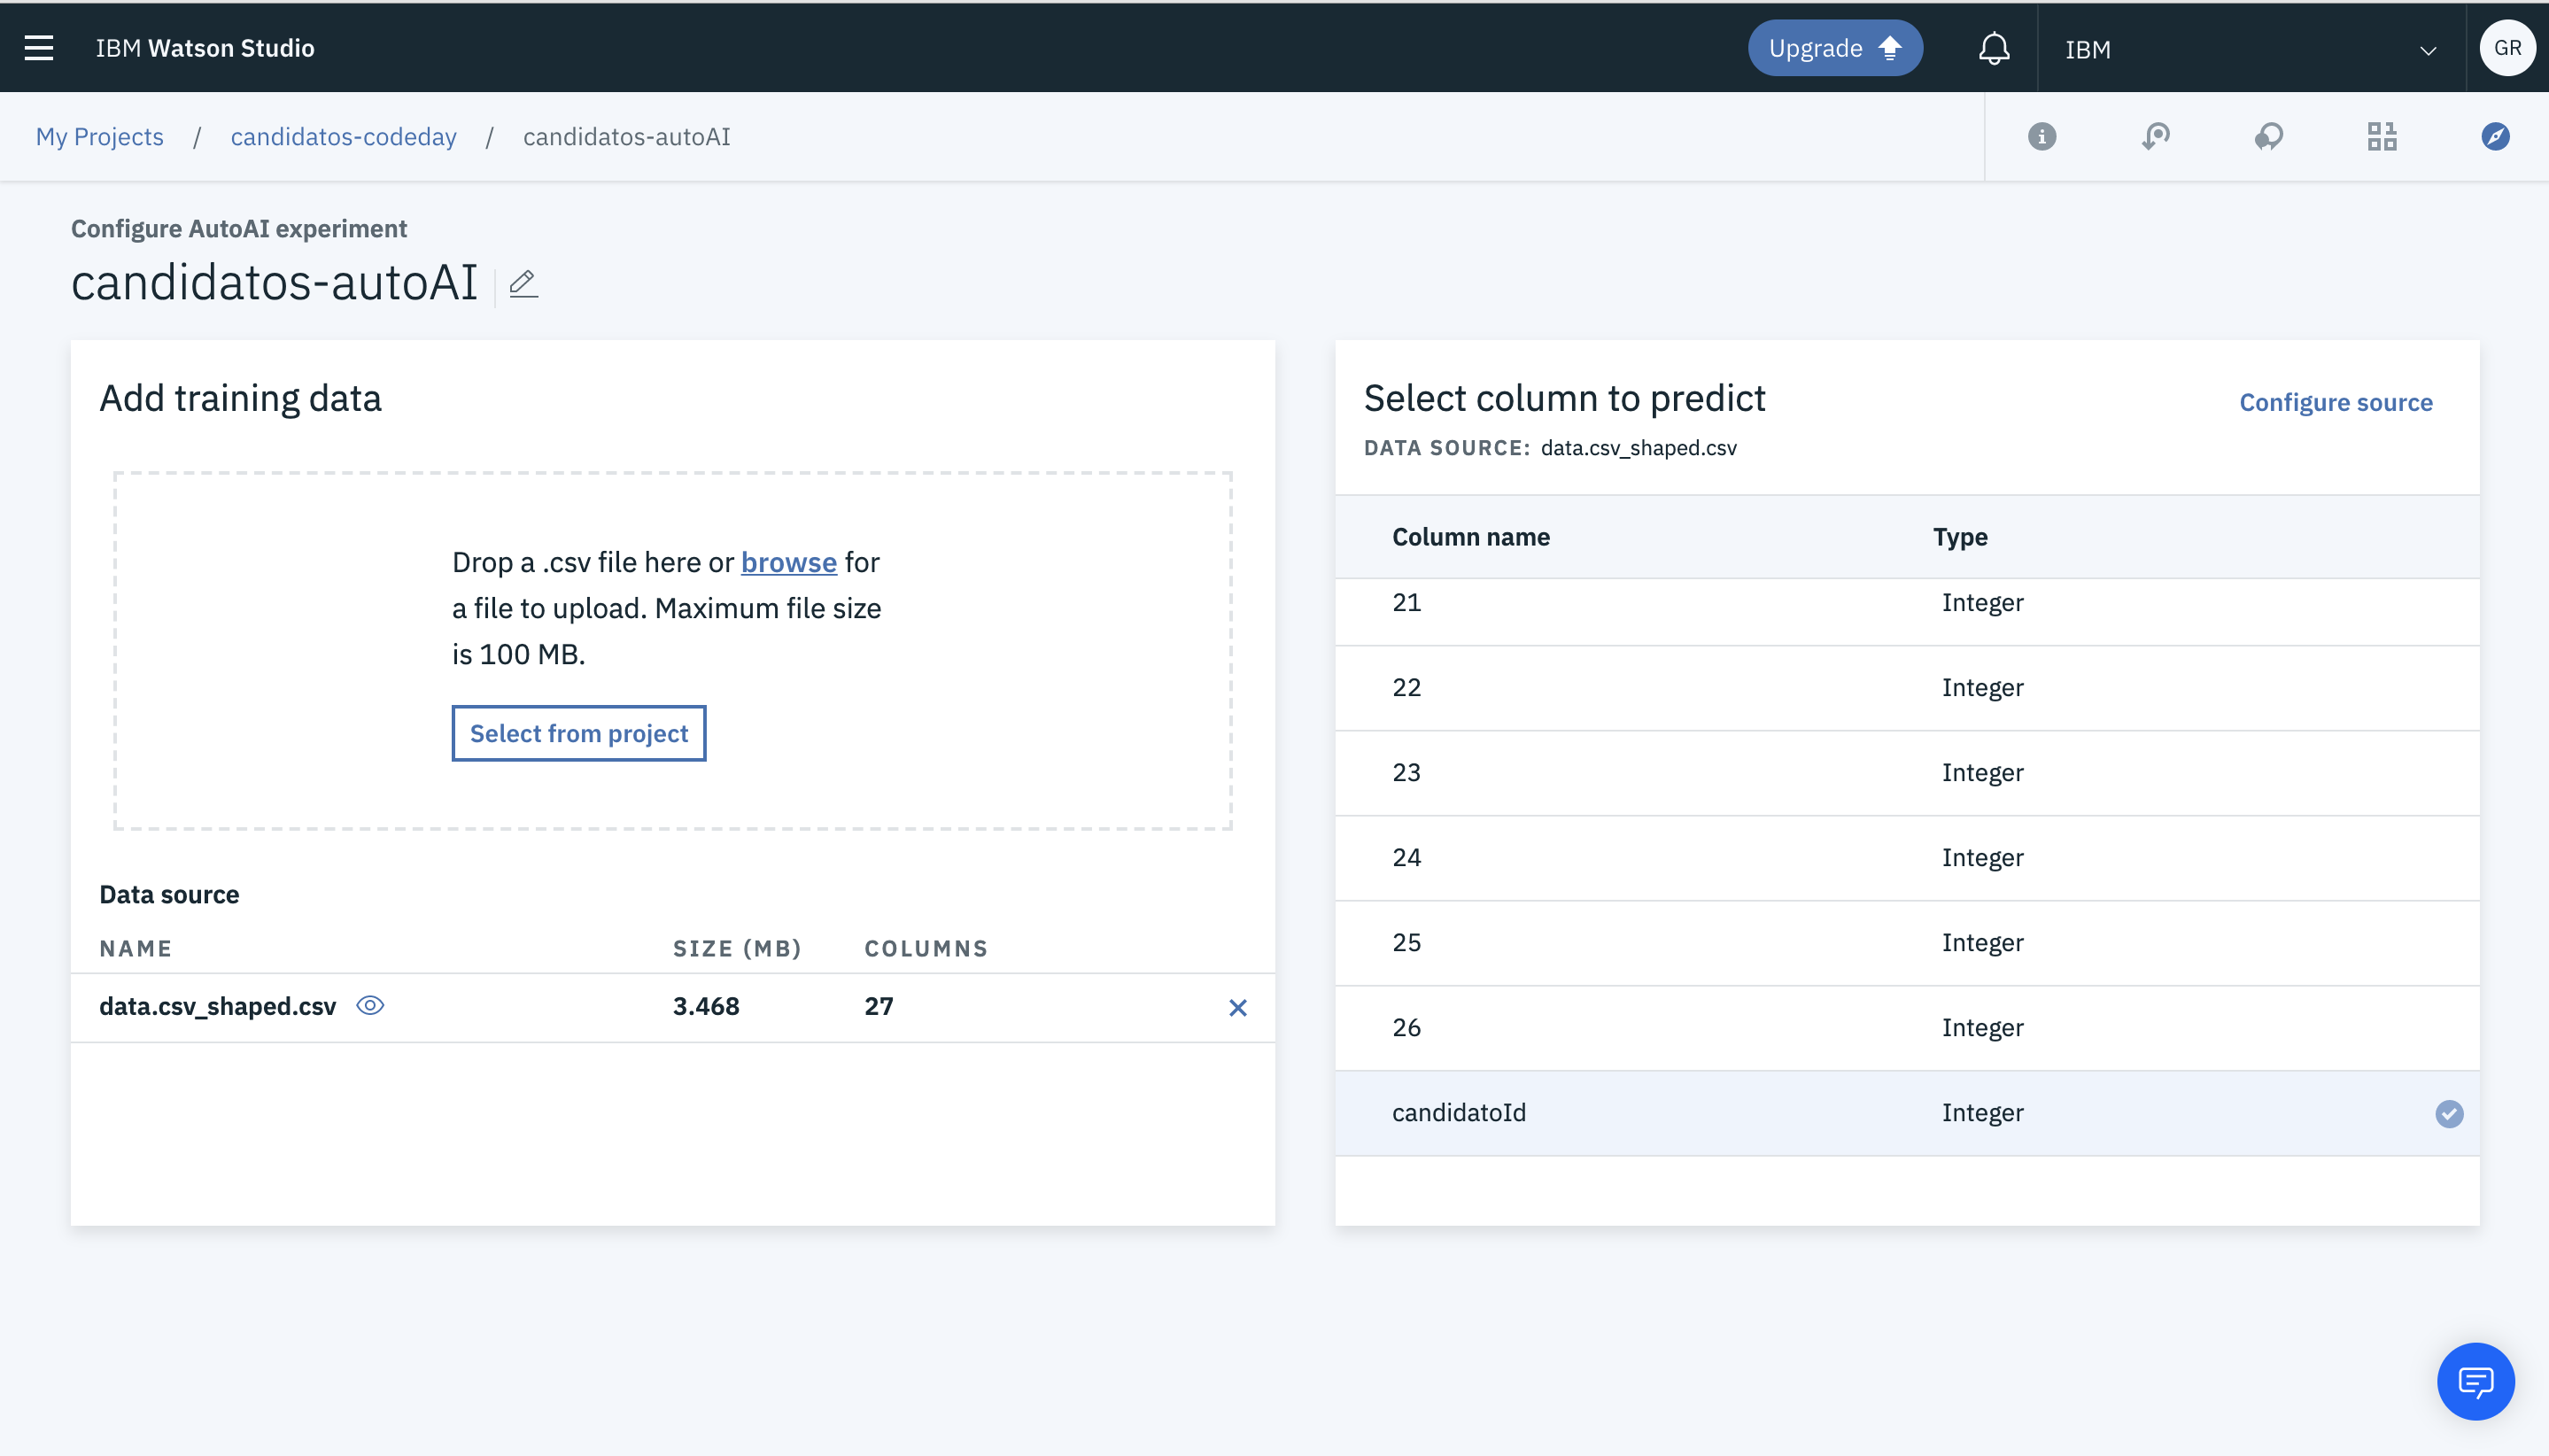 IBM Watson Studio
Upgrade
IBM
GR
My Projects / candidatos-codeday / candidatos-autoAI
Configure AutoAI experiment
candidatos-autoAI
Add training data
Drop a .csv file here or browse for
a file to upload. Maximum file size
is 100 MB.
Select from project
Data source
NAME SIZE (MB) COLUMNS
data.csv_shaped.csv 3.468 27
Select column to predict
Configure source
DATA SOURCE: data.csv_shaped.csv
Column name Type
21 Integer
22 Integer
23 Integer
24 Integer
25 Integer
26 Integer
candidatoId Integer